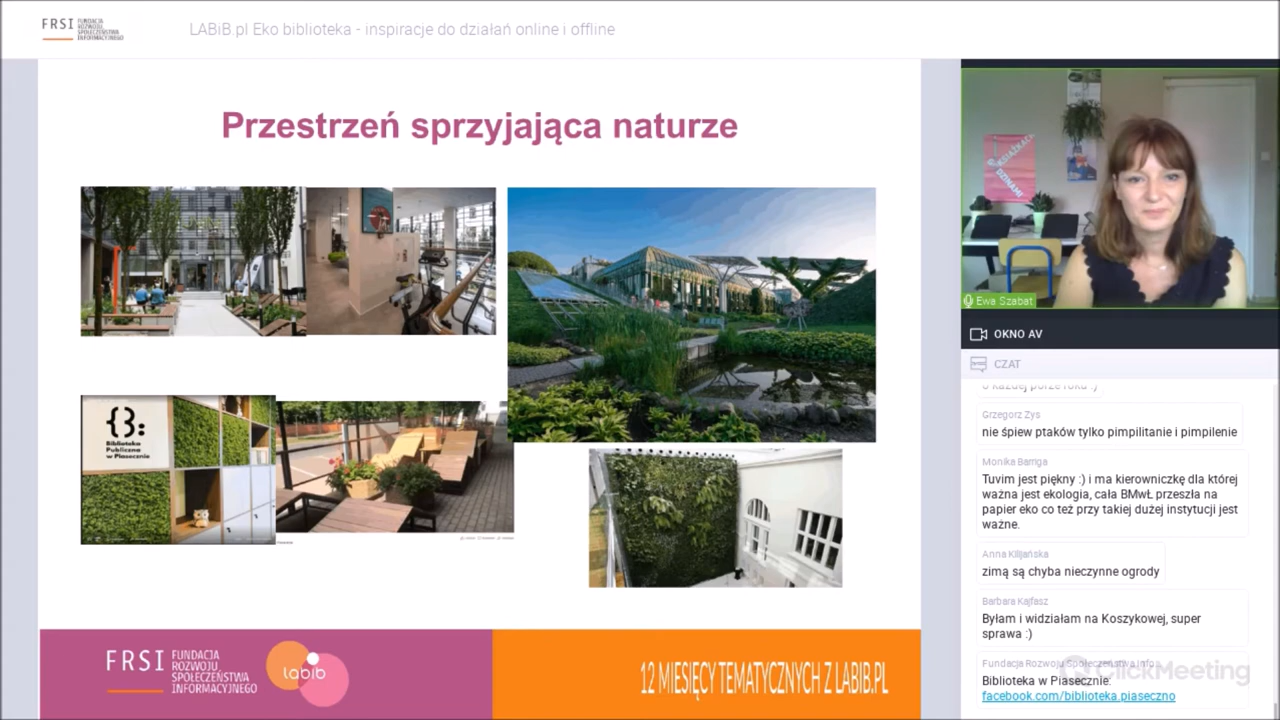 FRSI
FUNDACJA
ROZWOJU
SPOŁECZEŃSTWA
INFORMACYJNEGO
LABiB.pl Eko biblioteka - inspiracje do działań online i offline
Przestrzeń sprzyjająca naturze
{3:
Biblioteka
Publiczna
w Piasecznie
FRSI
FUNDACJA
ROZWOJU
SPOŁECZEŃSTWA
INFORMACYJNEGO
labib
12 MIESIĘCY TEMATYCZNYCH Z LABIB.PL
Ewa Szabat
OKNO AV
CZAT
o każdej porze roku :)
Grzegorz Zys
nie śpiew ptaków tylko pimpilitanie i pimpilenie
Monika Barriga
Tuvim jest piękny :) i ma kierowniczkę dla której
ważna jest ekologia, cała BMwŁ przeszła na
papier eko co też przy takiej dużej instytucji jest
ważne.
Anna Kilijańska
zimą są chyba nieczynne ogrody
Barbara Kajfasz
Byłam i widziałam na Koszykowej, super
sprawa :)
Fundacja Rozwoju Społeczeństwa Info
Biblioteka w Piasecznie:
facebook.com/biblioteka.piaseczno
ClickMeeting